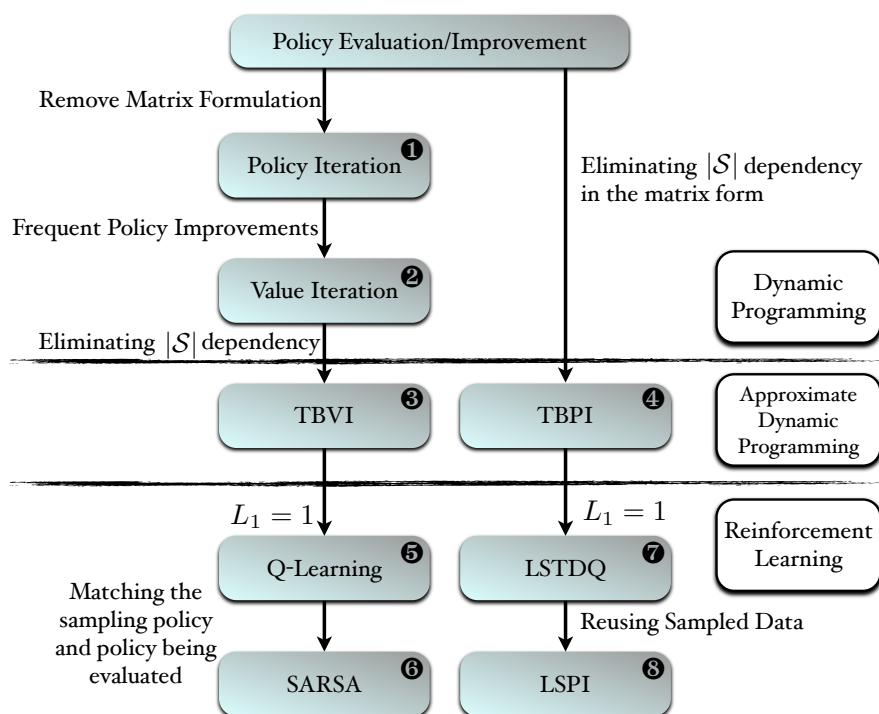 Policy Evaluation/Improvement
Remove Matrix Formulation
❶
Policy Iteration
Eliminating |𝒮| dependency
in the matrix form
Frequent Policy Improvements
❷
Value Iteration
Dynamic
Programming
Eliminating |𝒮| dependency
❸
TBVI
❹
TBPI
Approximate
Dynamic
Programming
L₁ = 1
L₁ = 1
Reinforcement
Learning
❺
Q-Learning
❼
LSTDQ
Matching the
sampling policy
and policy being
evaluated
Reusing Sampled Data
❻
SARSA
❽
LSPI